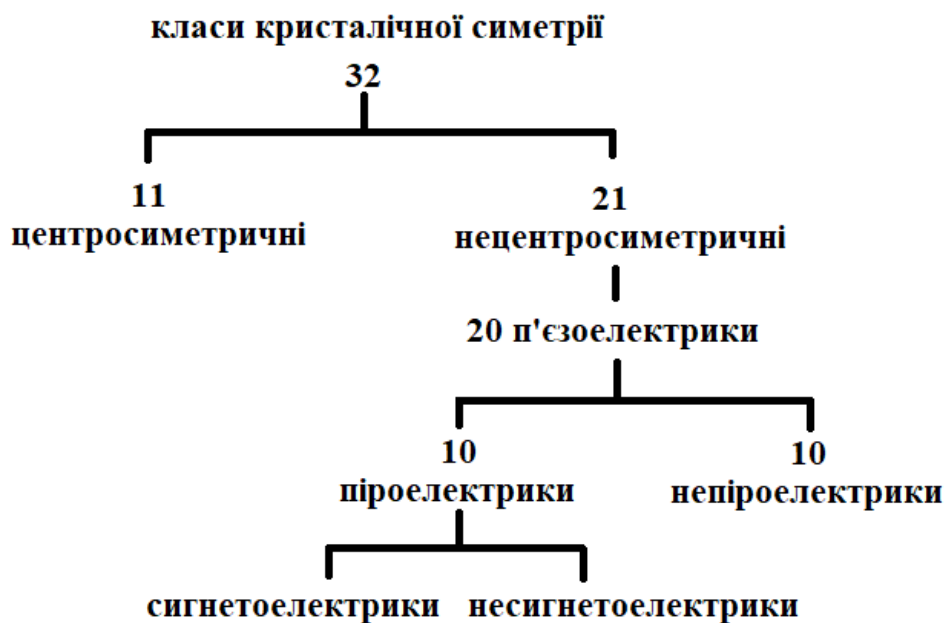 класи кристалічної симетрії
32
11
центросиметричні
21
нецентросиметричні
20 п'єзоелектрики
10
піроелектрики
10
непіроелектрики
сигнетоелектрики
несигнетоелектрики